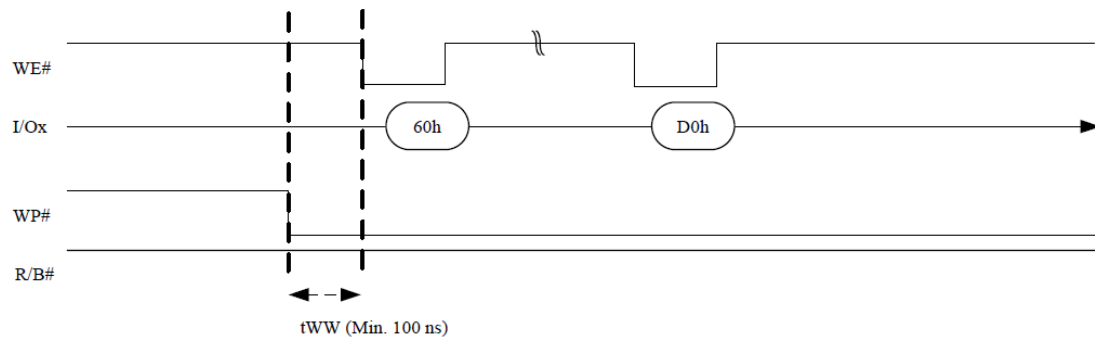 WE#
I/Ox
60h
D0h
WP#
R/B#
tWW (Min. 100 ns)